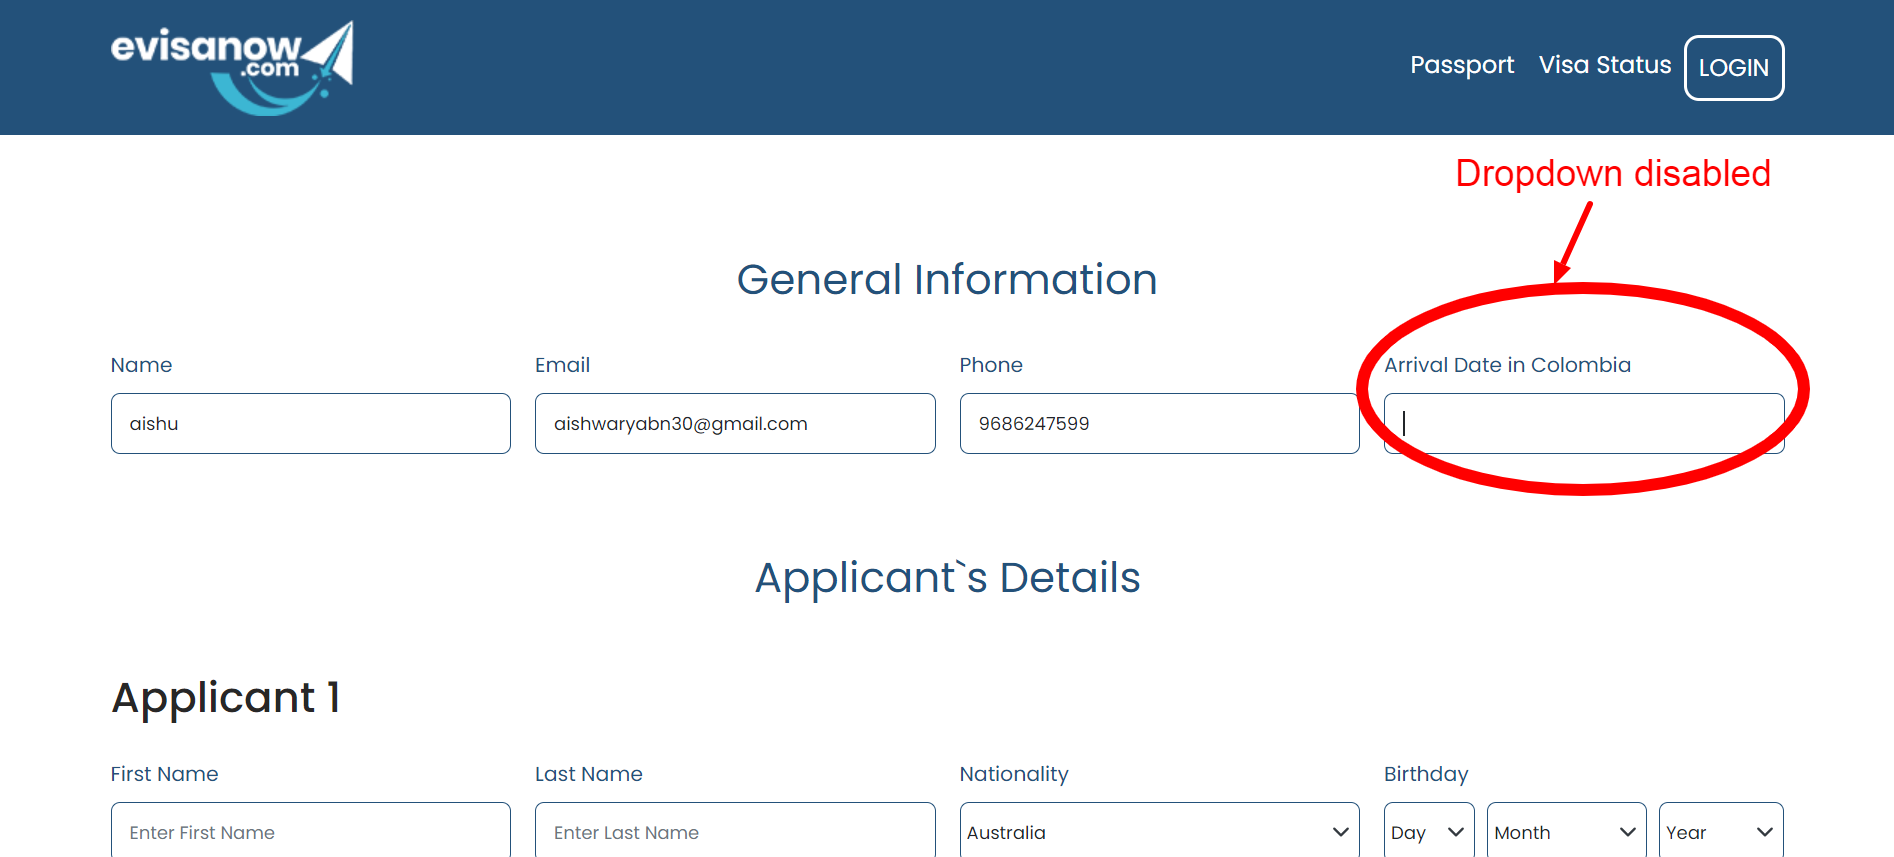 evisanow
.com
Passport Visa Status LOGIN
Dropdown disabled
General Information
Name Email Phone Arrival Date in Colombia
aishu aishwaryabn30@gmail.com 9686247599
Applicant`s Details
Applicant 1
First Name Last Name Nationality Birthday
Enter First Name Enter Last Name Australia Day Month Year